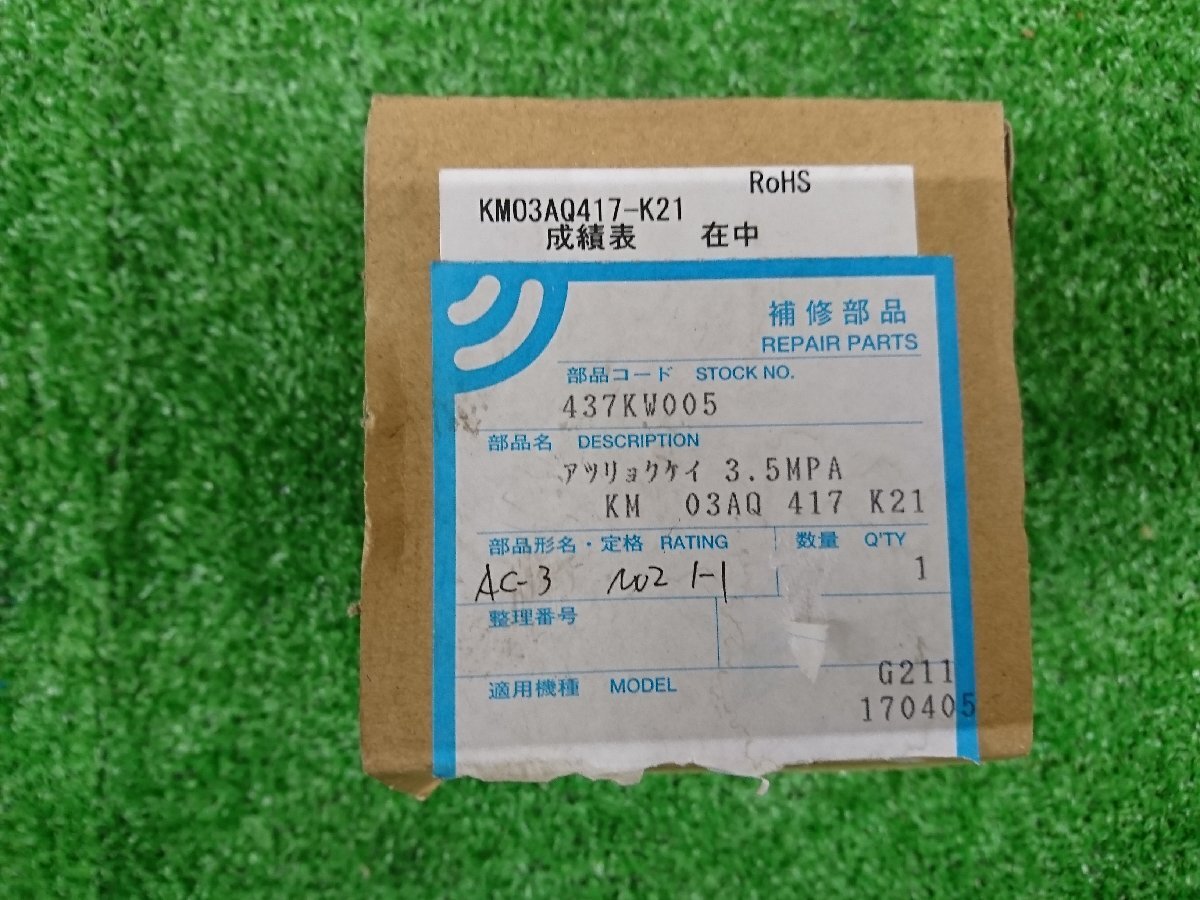 RoHS
KM03AQ417-K21
成績表 在中
補修部品
REPAIR PARTS
部品コード STOCK NO.
437KW005
部品名 DESCRIPTION
ｱﾂﾘｮｸｹｲ 3.5MPA
KM 03AQ 417 K21
部品形名・定格 RATING 数量 Q'TY
AC-3 No2 1-1 1
整理番号
適用機種 MODEL G211
170405